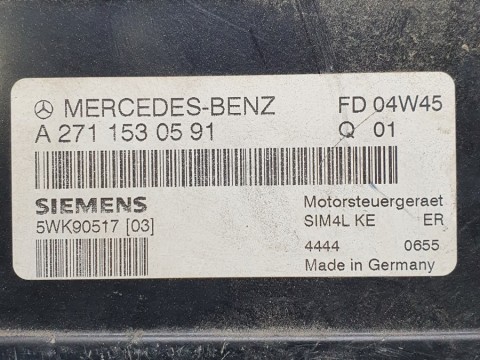 MERCEDES-BENZ FD 04W45
A 271 153 05 91 Q 01
SIEMENS Motorsteuergeraet
5WK90517 [03] SIM4L KE ER
4444 0655
Made in Germany